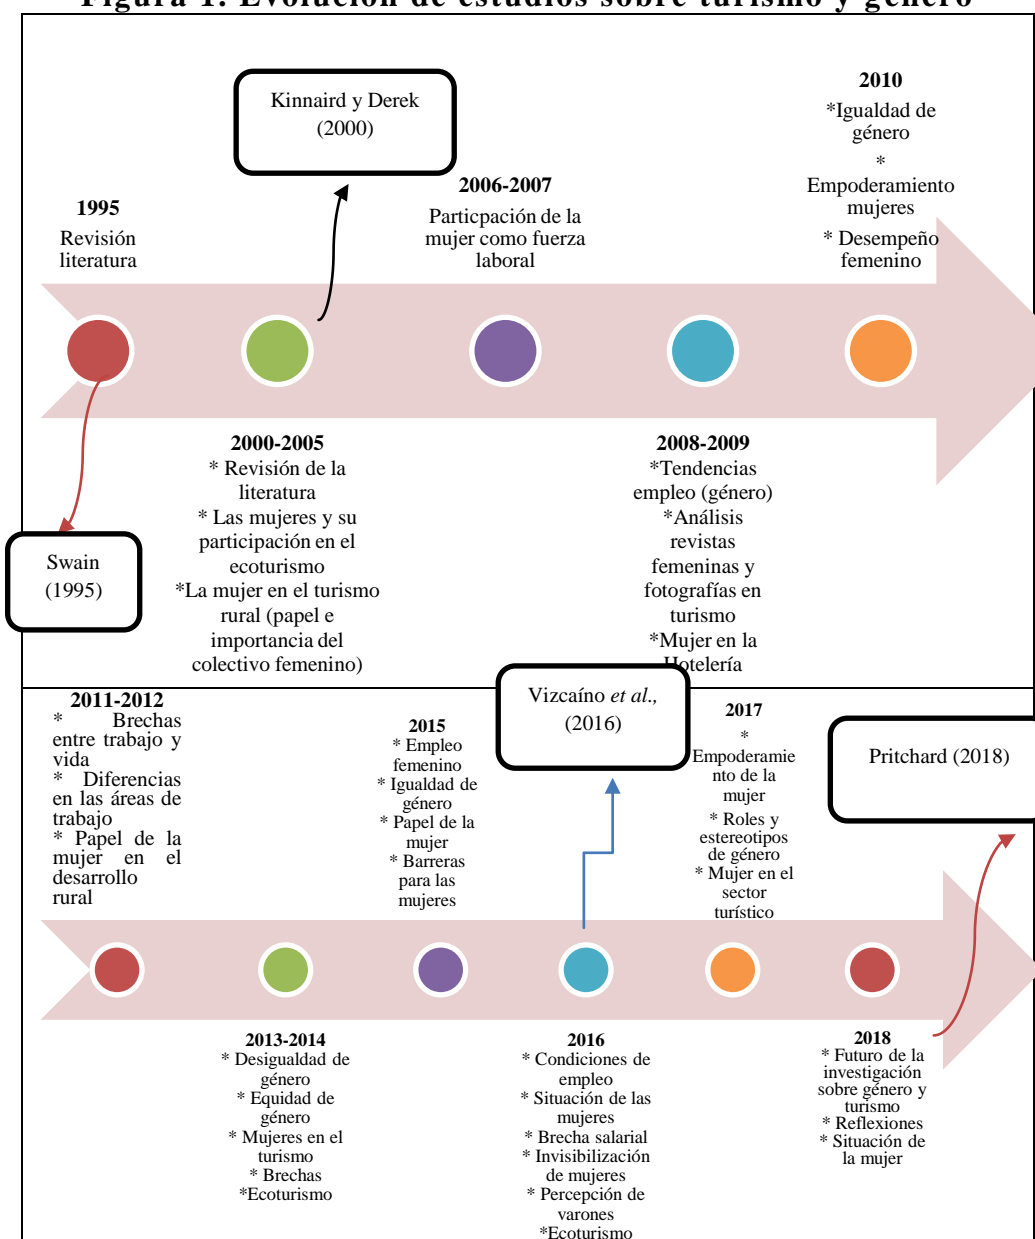 Figura 1. Evolución de estudios sobre turismo y género
Kinnaird y Derek
(2000)
1995
Revisión
literatura
2006-2007
Particpación de la
mujer como fuerza
laboral
2010
*Igualdad de
género
*
Empoderamiento
mujeres
* Desempeño
femenino
Swain
(1995)
2000-2005
* Revisión de la
literatura
* Las mujeres y su
participación en el
ecoturismo
*La mujer en el turismo
rural (papel e
importancia del
colectivo femenino)
2008-2009
*Tendencias
empleo (género)
*Análisis
revistas
femeninas y
fotografías en
turismo
*Mujer en la
Hotelería
2011-2012
* Brechas
entre trabajo y
vida
* Diferencias
en las áreas de
trabajo
* Papel de la
mujer en el
desarrollo
rural
2015
* Empleo
femenino
* Igualdad de
género
* Papel de la
mujer
* Barreras
para las
mujeres
Vizcaíno et al.,
(2016)
2017
*
Empoderamie
nto de la
mujer
* Roles y
estereotipos
de género
* Mujer en el
sector
turístico
Pritchard (2018)
2013-2014
* Desigualdad de
género
* Equidad de
género
* Mujeres en el
turismo
* Brechas
*Ecoturismo
2016
* Condiciones de
empleo
* Situación de las
mujeres
* Brecha salarial
* Invisibilización
de mujeres
* Percepción de
varones
*Ecoturismo
2018
* Futuro de la
investigación
sobre género y
turismo
* Reflexiones
* Situación de
la mujer